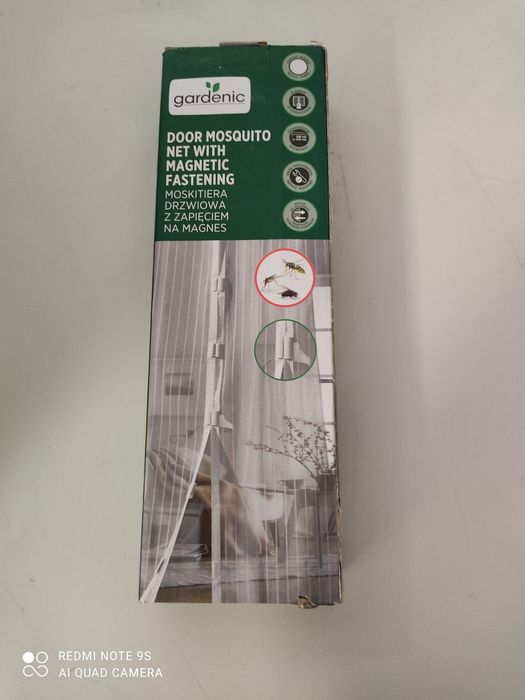 gardenic
DOOR MOSQUITO
NET WITH
MAGNETIC
FASTENING
MOSKITIERA
DRZWIOWA
Z ZAPIĘCIEM
NA MAGNES
REDMI NOTE 9S
AI QUAD CAMERA